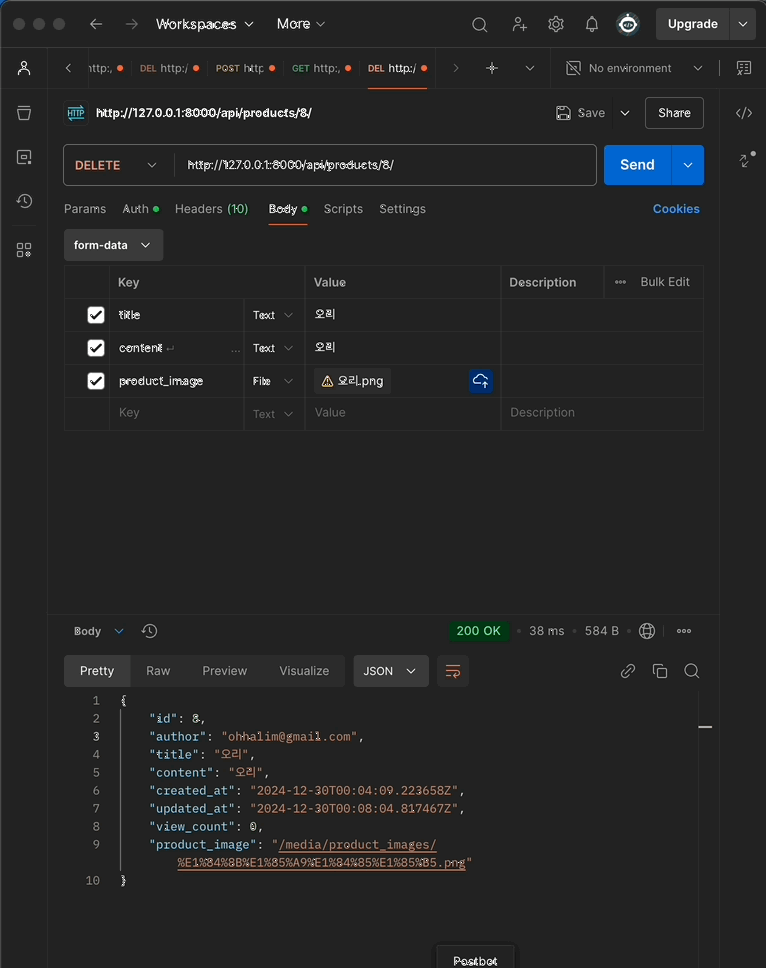 Workspaces More Upgrade
http:, DEL http:/ POST http GET http:, DEL http:/ No environment
HTTP http://127.0.0.1:8000/api/products/8/ Save Share
DELETE http://127.0.0.1:8000/api/products/8/ Send
Params Auth Headers (10) Body Scripts Settings Cookies
form-data
Key Value Description ••• Bulk Edit
title Text 오리
content ↵ ... Text 오리
product_image File 오리.png
Key Text Value Description
Body 200 OK • 38 ms • 584 B •••
Pretty Raw Preview Visualize JSON
1 {
2 "id": 8,
3 "author": "ohhalim@gmail.com",
4 "title": "오리",
5 "content": "오리",
6 "created_at": "2024-12-30T00:04:09.223658Z",
7 "updated_at": "2024-12-30T00:08:04.817467Z",
8 "view_count": 0,
9 "product_image": "/media/product_images/
%E1%84%8B%E1%85%A9%E1%84%85%E1%85%B5.png"
10 }
Postbot